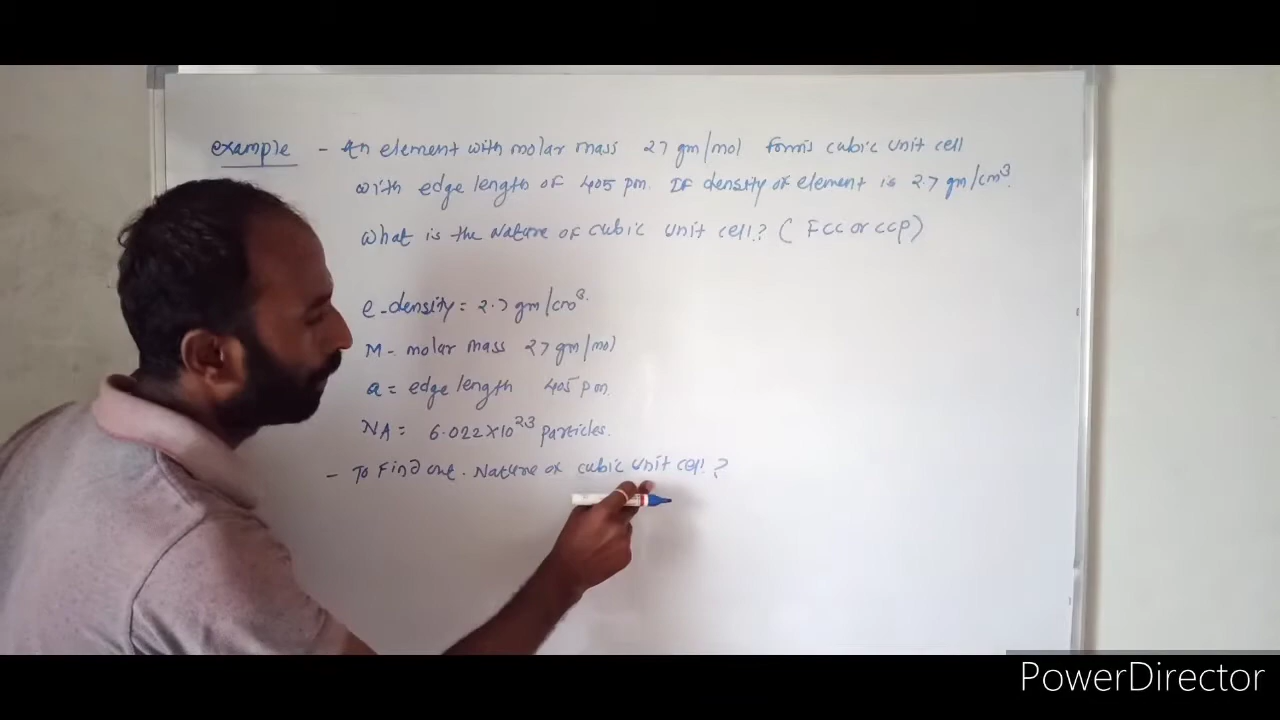 example - An element with molar mass 27 gm/mol forms cubic unit cell
with edge length of 405 pm. If density of element is 2.7 gm/cm³.
What is the Nature of cubic unit cell? ( FCC or CCP)
e - density = 2.7 gm/cm³.
M - molar mass 27 gm/mol
a = edge length 405 pm.
NA = 6.022 X 10²³ particles.
- To Find out. Nature of cubic unit cell ?
PowerDirector